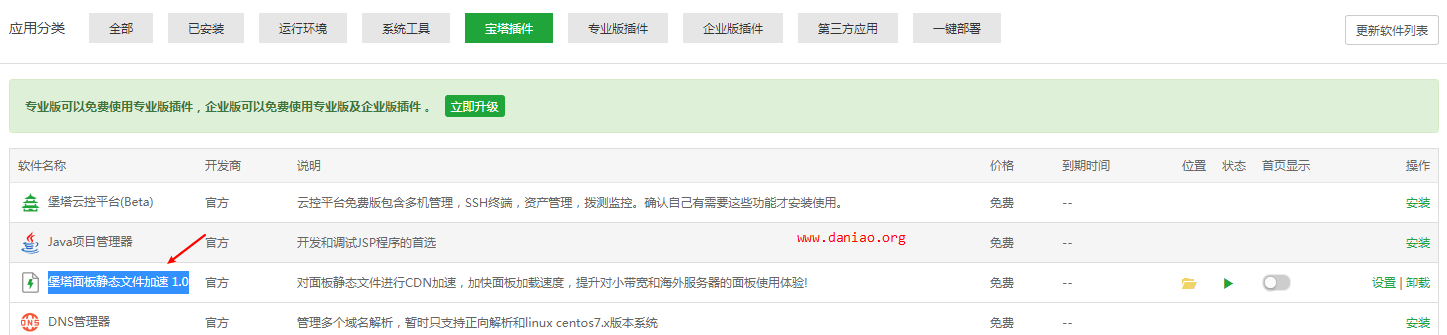 应用分类 全部 已安装 运行环境 系统工具 宝塔插件 专业版插件 企业版插件 第三方应用 一键部署 更新软件列表
专业版可以免费使用专业版插件，企业版可以免费使用专业版及企业版插件 。 立即升级
软件名称 开发商 说明 价格 到期时间 位置 状态 首页显示 操作
堡塔云控平台(Beta) 官方 云控平台免费版包含多机管理，SSH终端，资产管理，拨测监控。确认自己有需要这些功能才安装使用。 免费 -- 安装
Java项目管理器 官方 开发和调试JSP程序的首选 免费 -- 安装
www.daniao.org
堡塔面板静态文件加速 1.0 官方 对面板静态文件进行CDN加速，加快面板加载速度，提升对小带宽和海外服务器的面板使用体验! 免费 -- 设置 | 卸载
DNS管理器 官方 管理多个域名解析，暂时只支持正向解析和linux centos7.x版本系统 免费 -- 安装